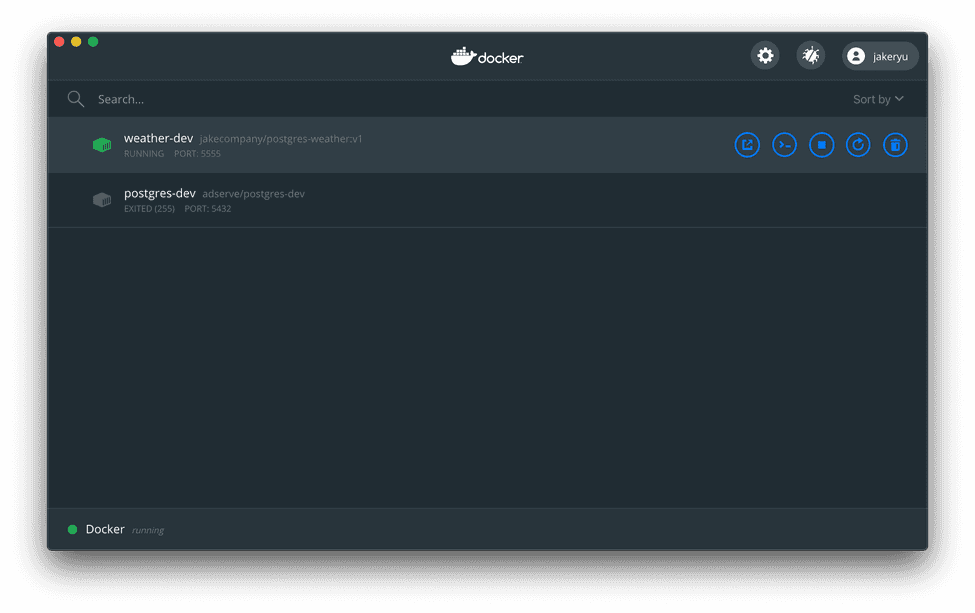 docker
jakeryu
Search...
Sort by
weather-dev jakecompany/postgres-weather:v1
RUNNING PORT: 5555
postgres-dev adserve/postgres-dev
EXITED (255) PORT: 5432
Docker running